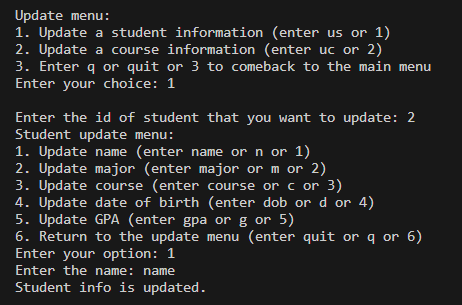 Update menu:
1. Update a student information (enter us or 1)
2. Update a course information (enter uc or 2)
3. Enter q or quit or 3 to comeback to the main menu
Enter your choice: 1
Enter the id of student that you want to update: 2
Student update menu:
1. Update name (enter name or n or 1)
2. Update major (enter major or m or 2)
3. Update course (enter course or c or 3)
4. Update date of birth (enter dob or d or 4)
5. Update GPA (enter gpa or g or 5)
6. Return to the update menu (enter quit or q or 6)
Enter your option: 1
Enter the name: name
Student info is updated.